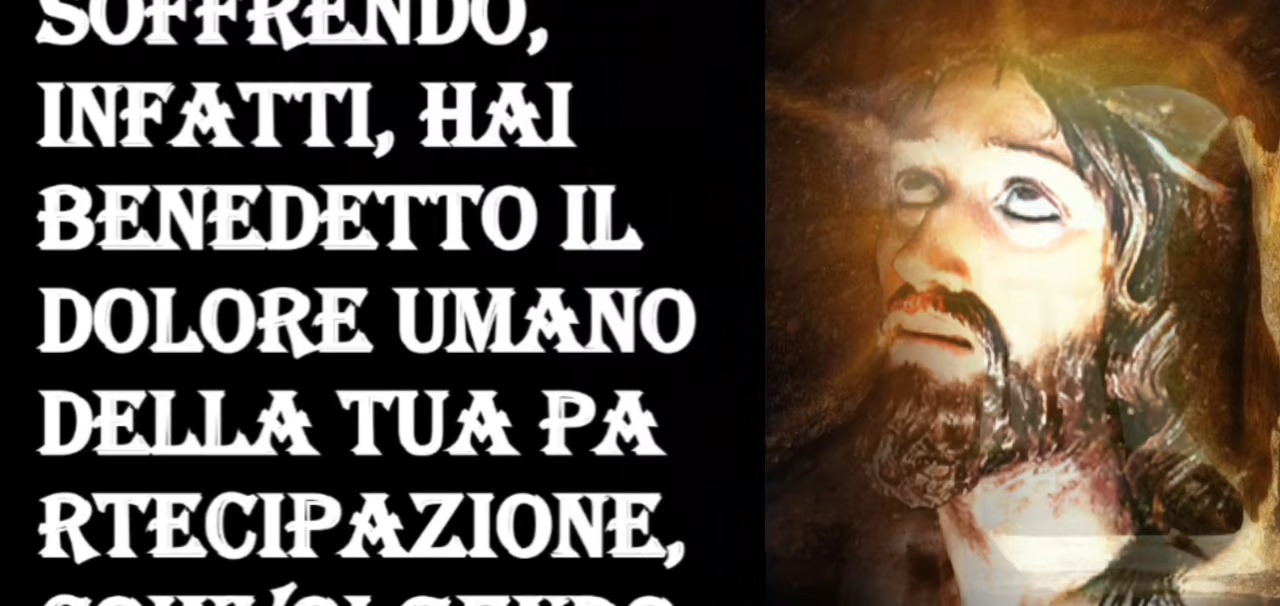 SOFFRENDO,
INFATTI, HAI
BENEDETTO IL
DOLORE UMANO
DELLA TUA PA
RTECIPAZIONE,